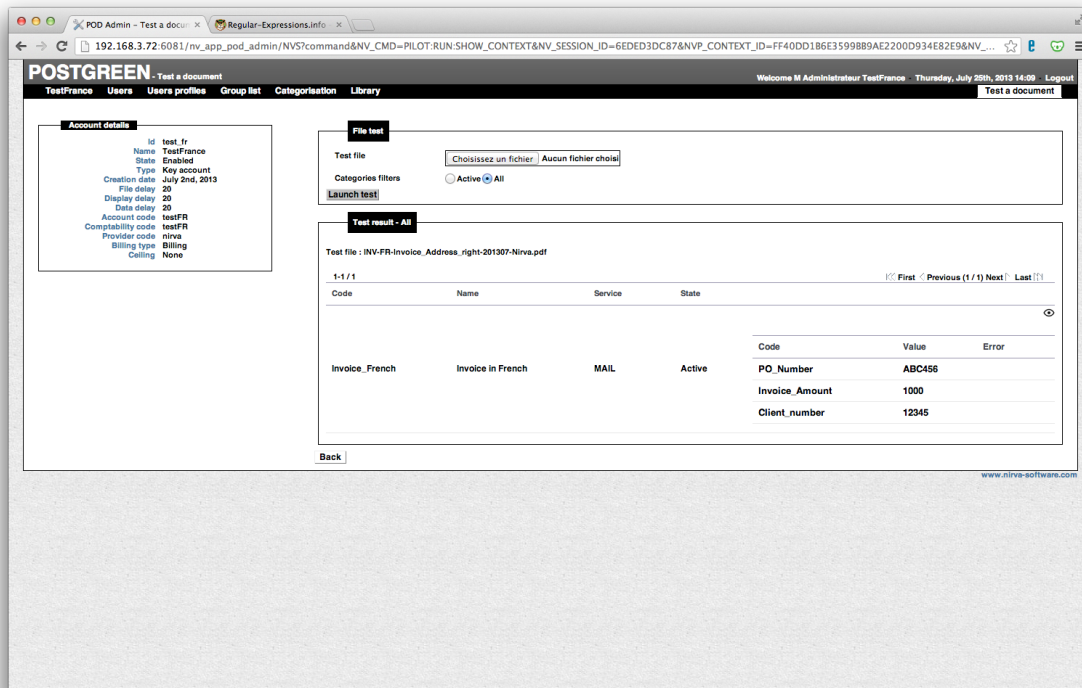 POD Admin – Test a docum
Regular-Expressions.info -
192.168.3.72:6081/nv_app_pod_admin/NVS?command&NV_CMD=PILOT:RUN:SHOW_CONTEXT&NV_SESSION_ID=6EDED3DC87&NVP_CONTEXT_ID=FF40DD1B6E3599BB9AE2200D934E82E9&NV_...
POSTGREEN - Test a document
Welcome M Administrateur TestFrance - Thursday, July 25th, 2013 14:09 - Logout
TestFrance Users Users profiles Group list Categorisation Library Test a document
Account details
Id test_fr
Name TestFrance
State Enabled
Type Key account
Creation date July 2nd, 2013
File delay 20
Display delay 20
Data delay 20
Account code testFR
Comptability code testFR
Provider code nirva
Billing type Billing
Ceiling None
File test
Test file Choisissez un fichier Aucun fichier choisi
Categories filters Active All
Launch test
Test result - All
Test file : INV-FR-Invoice_Address_right-201307-Nirva.pdf
1-1 / 1 First Previous (1 / 1) Next Last
Code Name Service State
Code Value Error
Invoice_French Invoice in French MAIL Active PO_Number ABC456
Invoice_Amount 1000
Client_number 12345
Back
www.nirva-software.com